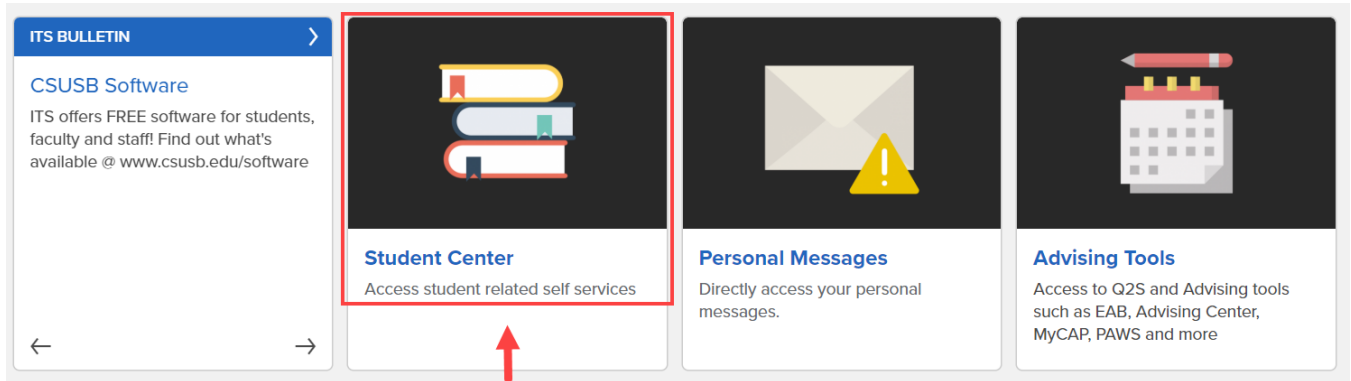 ITS BULLETIN
CSUSB Software
ITS offers FREE software for students,
faculty and staff! Find out what's
available @ www.csusb.edu/software
Student Center
Access student related self services
Personal Messages
Directly access your personal
messages.
Advising Tools
Access to Q2S and Advising tools
such as EAB, Advising Center,
MyCAP, PAWS and more